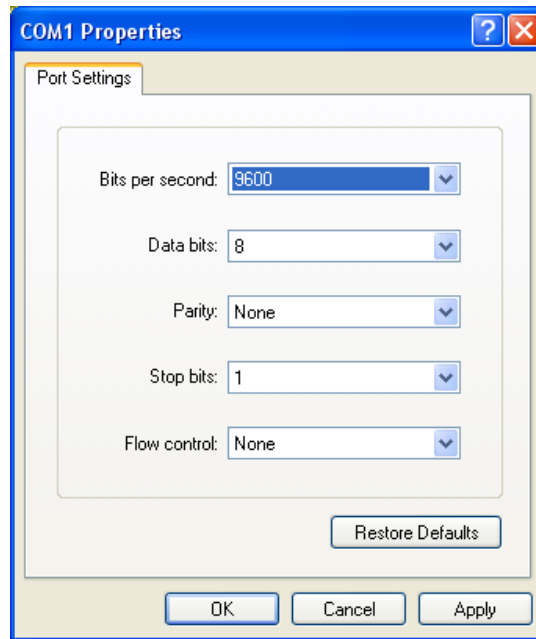 COM1 Properties
Port Settings
Bits per second: 9600
Data bits: 8
Parity: None
Stop bits: 1
Flow control: None
Restore Defaults
OK Cancel Apply